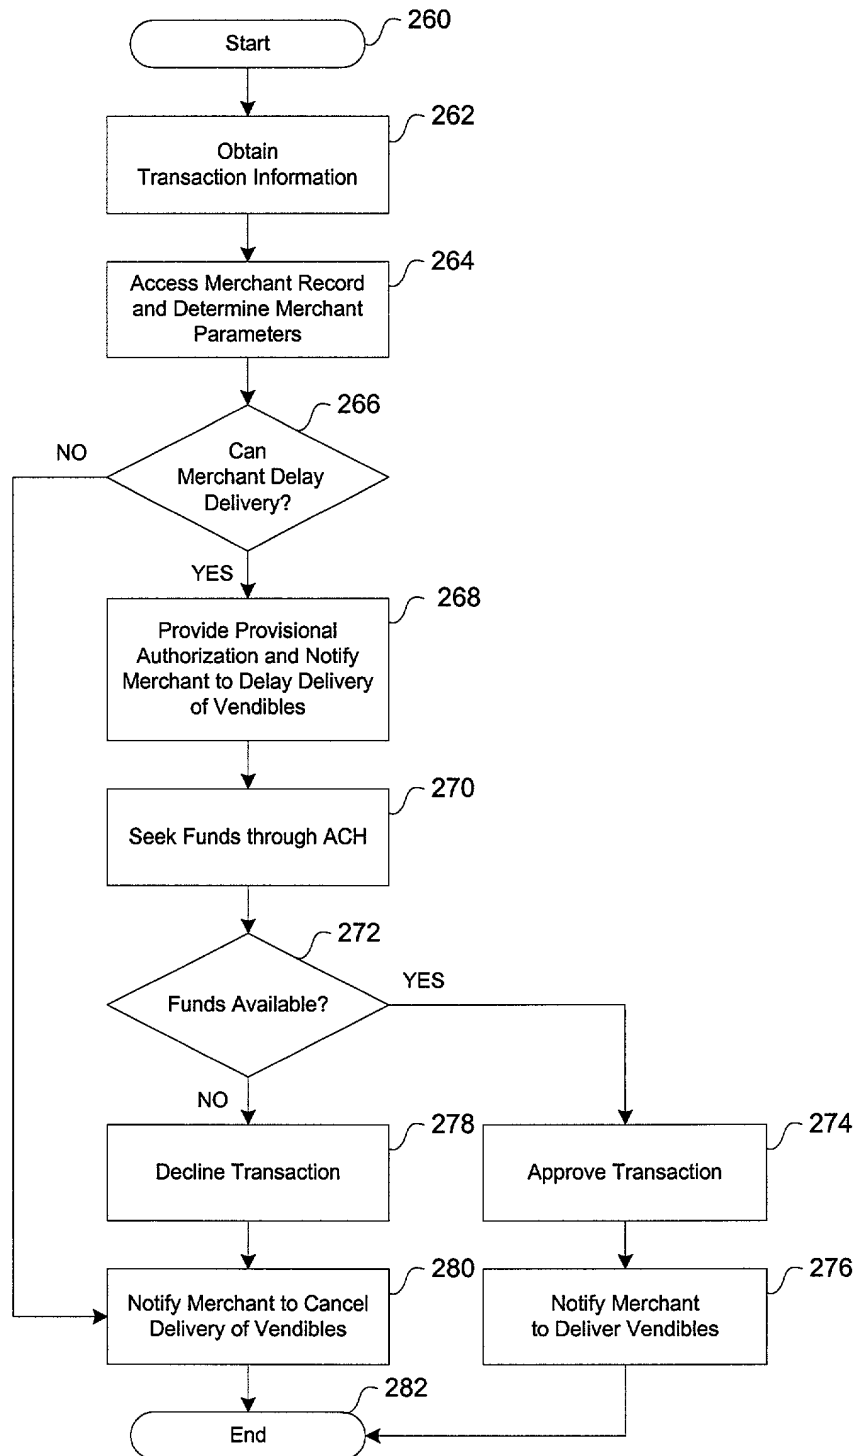 Start
260
262
Obtain
Transaction Information
264
Access Merchant Record
and Determine Merchant
Parameters
266
NO
Can
Merchant Delay
Delivery?
YES
268
Provide Provisional
Authorization and Notify
Merchant to Delay Delivery
of Vendibles
270
Seek Funds through ACH
272
YES
Funds Available?
NO
278
274
Decline Transaction
Approve Transaction
280
276
Notify Merchant to Cancel
Delivery of Vendibles
Notify Merchant
to Deliver Vendibles
282
End